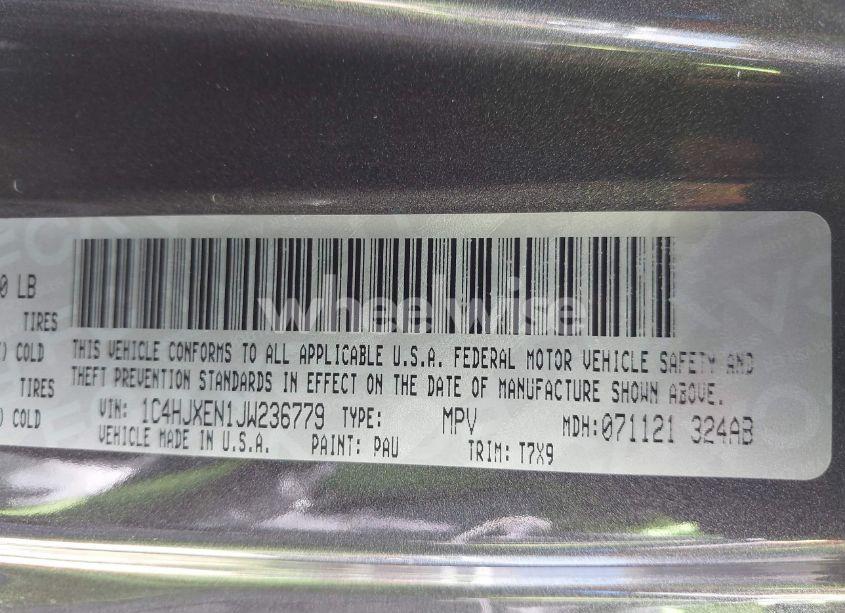 0 LB
TIRES
) COLD
TIRES
) COLD
wheelwise
THIS VEHICLE CONFORMS TO ALL APPLICABLE U.S.A. FEDERAL MOTOR VEHICLE SAFETY AND
THEFT PREVENTION STANDARDS IN EFFECT ON THE DATE OF MANUFACTURE SHOWN ABOVE.
VIN: 1C4HJXEN1JW236779 TYPE: MPV MDH:071121 324AB
VEHICLE MADE IN U.S.A. PAINT: PAU TRIM: T7X9